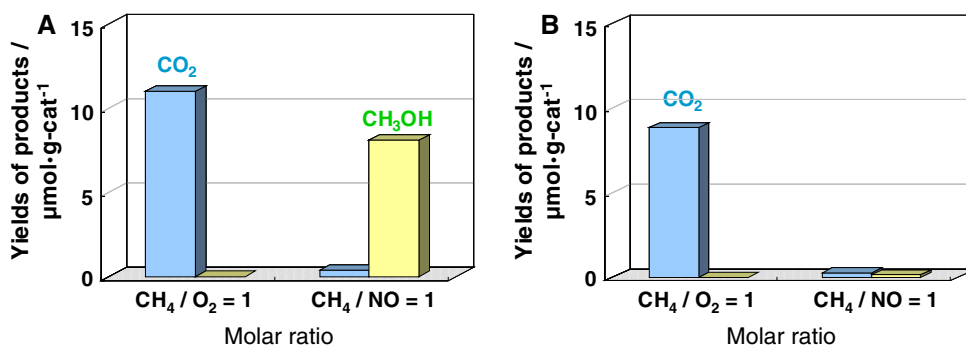 A
Yields of products /
μmol·g-cat⁻¹
15
10
5
0
CO₂
CH₃OH
CH₄ / O₂ = 1
CH₄ / NO = 1
Molar ratio
B
Yields of products /
μmol·g-cat⁻¹
15
10
5
0
CO₂
CH₄ / O₂ = 1
CH₄ / NO = 1
Molar ratio